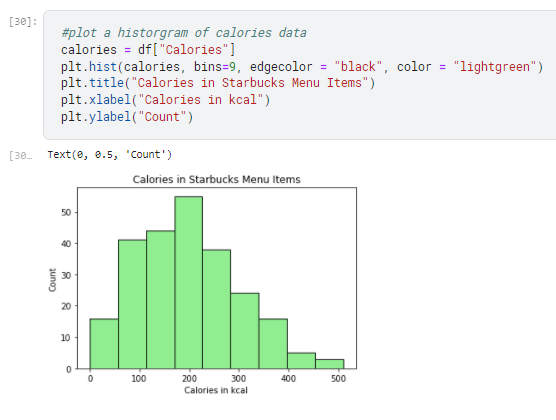 [30]:
#plot a historgram of calories data
calories = df["Calories"]
plt.hist(calories, bins=9, edgecolor = "black", color = "lightgreen")
plt.title("Calories in Starbucks Menu Items")
plt.xlabel("Calories in kcal")
plt.ylabel("Count")
[30…
Text(0, 0.5, 'Count')
Calories in Starbucks Menu Items
50
40
30
20
10
0
Count
0 100 200 300 400 500
Calories in kcal